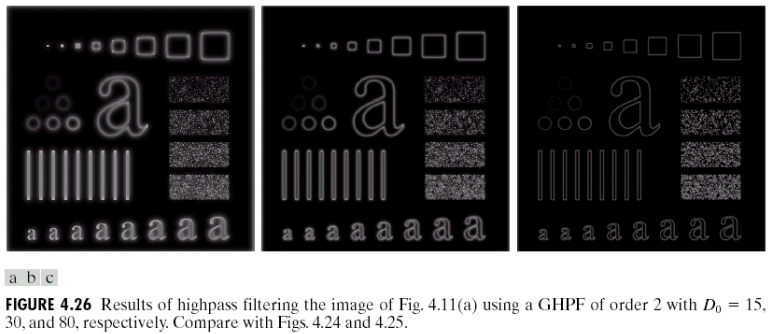 a
a
a
a a a a a a a a
a a a a a a a a
a a a a a a a a
a b c
FIGURE 4.26 Results of highpass filtering the image of Fig. 4.11(a) using a GHPF of order 2 with D₀ = 15,
30, and 80, respectively. Compare with Figs. 4.24 and 4.25.